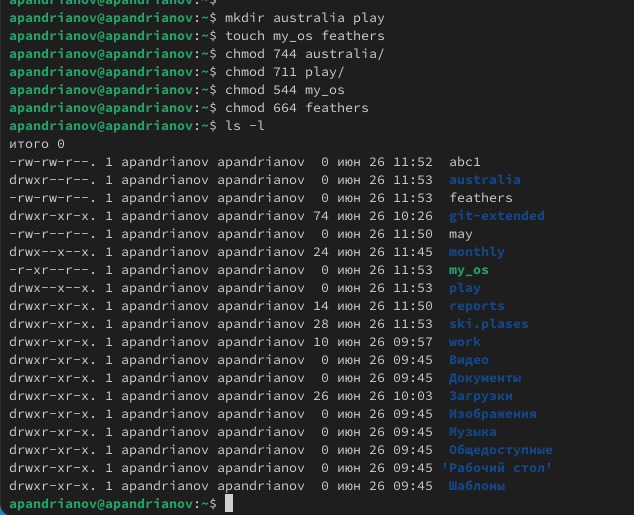 apandrianov@apandrianov:~$ mkdir australia play
apandrianov@apandrianov:~$ touch my_os feathers
apandrianov@apandrianov:~$ chmod 744 australia/
apandrianov@apandrianov:~$ chmod 711 play/
apandrianov@apandrianov:~$ chmod 544 my_os
apandrianov@apandrianov:~$ chmod 664 feathers
apandrianov@apandrianov:~$ ls -l
итого 0
-rw-rw-r--. 1 apandrianov apandrianov  0 июн 26 11:52  abc1
drwxr--r--. 1 apandrianov apandrianov  0 июн 26 11:53  australia
-rw-rw-r--. 1 apandrianov apandrianov  0 июн 26 11:53  feathers
drwxr-xr-x. 1 apandrianov apandrianov 74 июн 26 10:26  git-extended
-rw-r--r--. 1 apandrianov apandrianov  0 июн 26 11:50  may
drwx--x--x. 1 apandrianov apandrianov 24 июн 26 11:45  monthly
-r-xr--r--. 1 apandrianov apandrianov  0 июн 26 11:53  my_os
drwx--x--x. 1 apandrianov apandrianov  0 июн 26 11:53  play
drwxr-xr-x. 1 apandrianov apandrianov 14 июн 26 11:50  reports
drwxr-xr-x. 1 apandrianov apandrianov 28 июн 26 11:53  ski.plases
drwxr-xr-x. 1 apandrianov apandrianov 10 июн 26 09:57  work
drwxr-xr-x. 1 apandrianov apandrianov  0 июн 26 09:45  Видео
drwxr-xr-x. 1 apandrianov apandrianov  0 июн 26 09:45  Документы
drwxr-xr-x. 1 apandrianov apandrianov 26 июн 26 10:03  Загрузки
drwxr-xr-x. 1 apandrianov apandrianov  0 июн 26 09:45  Изображения
drwxr-xr-x. 1 apandrianov apandrianov  0 июн 26 09:45  Музыка
drwxr-xr-x. 1 apandrianov apandrianov  0 июн 26 09:45  Общедоступные
drwxr-xr-x. 1 apandrianov apandrianov  0 июн 26 09:45 'Рабочий стол'
drwxr-xr-x. 1 apandrianov apandrianov  0 июн 26 09:45  Шаблоны
apandrianov@apandrianov:~$